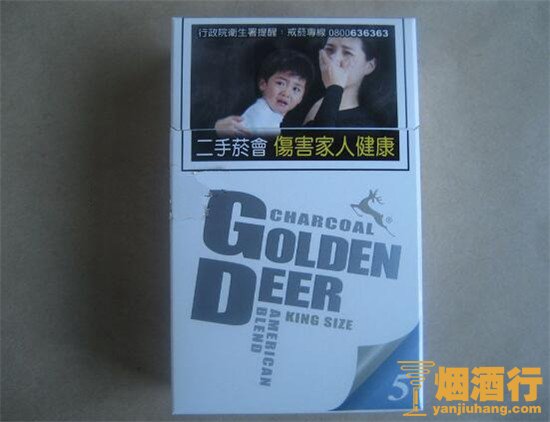 行政院衛生署提醒：戒菸專線 0800636363
二手菸會 傷害家人健康
CHARCOAL
®
GOLDEN
DEER
KING SIZE
AMERICAN
BLEND
5
烟酒行
yanjiuhang.com